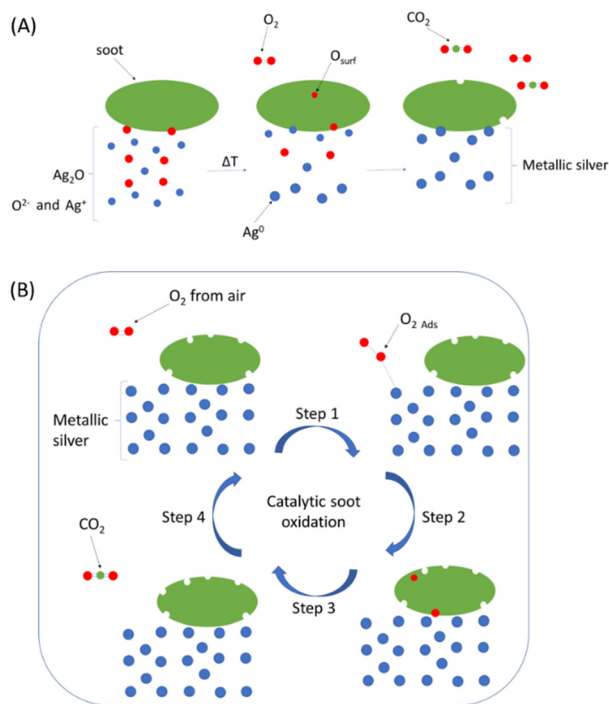 (A)
soot
O₂
Oₛᵤᵣf
CO₂
Ag₂O
O²⁻ and Ag⁺
ΔT
Ag⁰
Metallic silver
(B)
O₂ from air
O₂ Ads
Metallic
silver
Step 1
Step 4
Catalytic soot
oxidation
Step 2
CO₂
Step 3